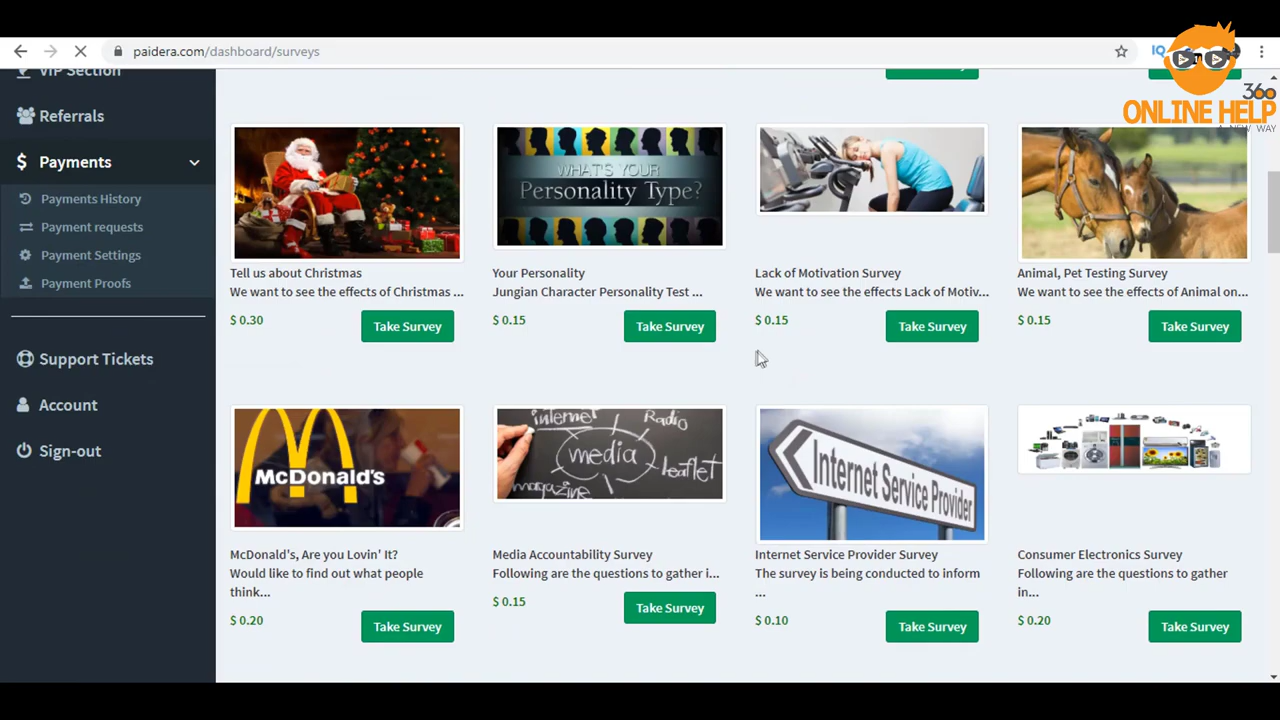 paidera.com/dashboard/surveys
IQ
360
ONLINE HELP
A NEW WAY
VIP Section
Referrals
Payments
Payments History
Payment requests
Payment Settings
Payment Proofs
Support Tickets
Account
Sign-out
WHAT'S YOUR
Personality Type?
Tell us about Christmas
We want to see the effects of Christmas ...
$ 0.30
Take Survey
Your Personality
Jungian Character Personality Test ...
$ 0.15
Take Survey
Lack of Motivation Survey
We want to see the effects Lack of Motiv...
$ 0.15
Take Survey
Animal, Pet Testing Survey
We want to see the effects of Animal on...
$ 0.15
Take Survey
McDonald's
McDonald's, Are you Lovin' It?
Would like to find out what people
think...
$ 0.20
Take Survey
internet
Radio
media
leaflet
magazine
Media Accountability Survey
Following are the questions to gather i...
$ 0.15
Take Survey
Internet Service Provider
Internet Service Provider Survey
The survey is being conducted to inform
...
$ 0.10
Take Survey
Consumer Electronics Survey
Following are the questions to gather
in...
$ 0.20
Take Survey